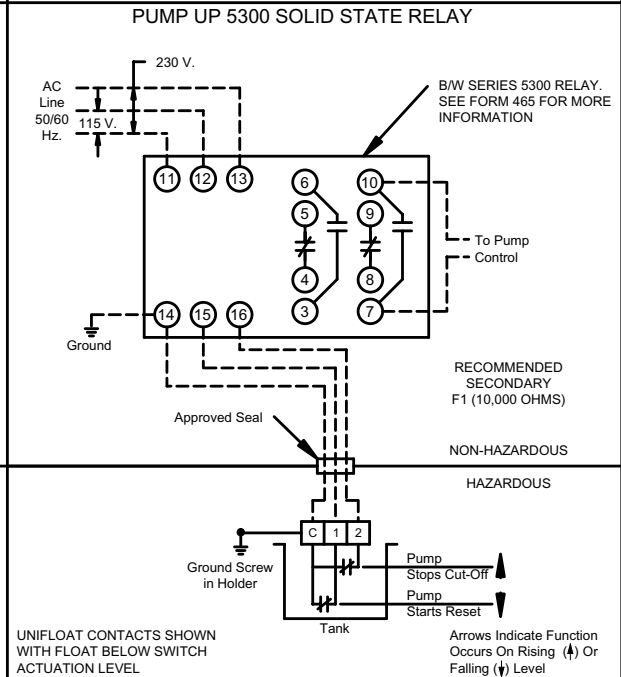 PUMP UP 5300 SOLID STATE RELAY
230 V.
AC
Line
50/60
Hz.
115 V.
B/W SERIES 5300 RELAY.
SEE FORM 465 FOR MORE
INFORMATION
11 12 13
6 10
5 9
4 8
3 7
To Pump
Control
14 15 16
Ground
RECOMMENDED
SECONDARY
F1 (10,000 OHMS)
Approved Seal
NON-HAZARDOUS
HAZARDOUS
C 1 2
Ground Screw
in Holder
Pump
Stops Cut-Off
Pump
Starts Reset
Tank
UNIFLOAT CONTACTS SHOWN
WITH FLOAT BELOW SWITCH
ACTUATION LEVEL
Arrows Indicate Function
Occurs On Rising (↑) Or
Falling (↓) Level